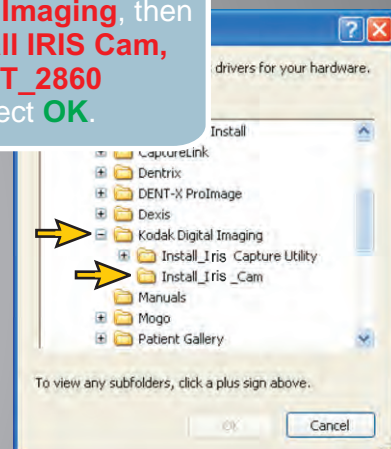 Imaging, then
ll IRIS Cam,
T_2860
ect OK.
drivers for your hardware.
Install
CaptureLink
Dentrix
DENT-X ProImage
Dexis
Kodak Digital Imaging
Install_Iris Capture Utility
Install_Iris _Cam
Manuals
Mogo
Patient Gallery
To view any subfolders, click a plus sign above.
OK
Cancel